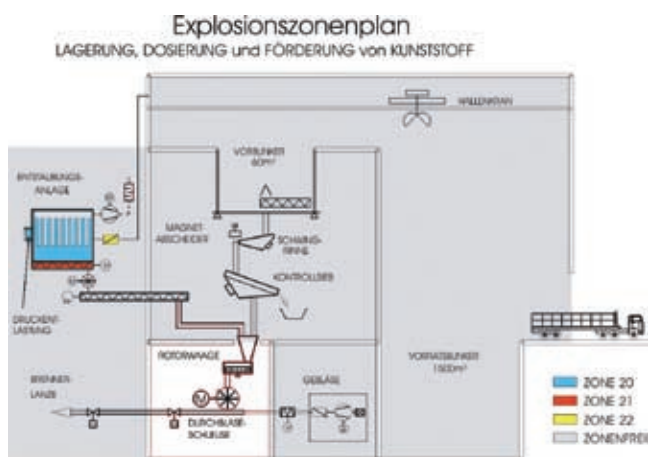 Explosionszonenplan
LAGERUNG, DOSIERUNG und FÖRDERUNG von KUNSTSTOFF
HALLENKRAN
VORBUNKER
60m³
ENTSTAUBUNGS-
ANLAGE
MAGNET-
ABSCHEIDER
SCHWING-
RINNE
KONTROLLSIEB
DRUCKENT-
LASTUNG
ROTORWAAGE
VORRATSBUNKER
1500m³
BRENNER-
LANZE
GEBLÄSE
DURCHBLASE-
SCHLEUSE
ZONE 20
ZONE 21
ZONE 22
ZONENFREI